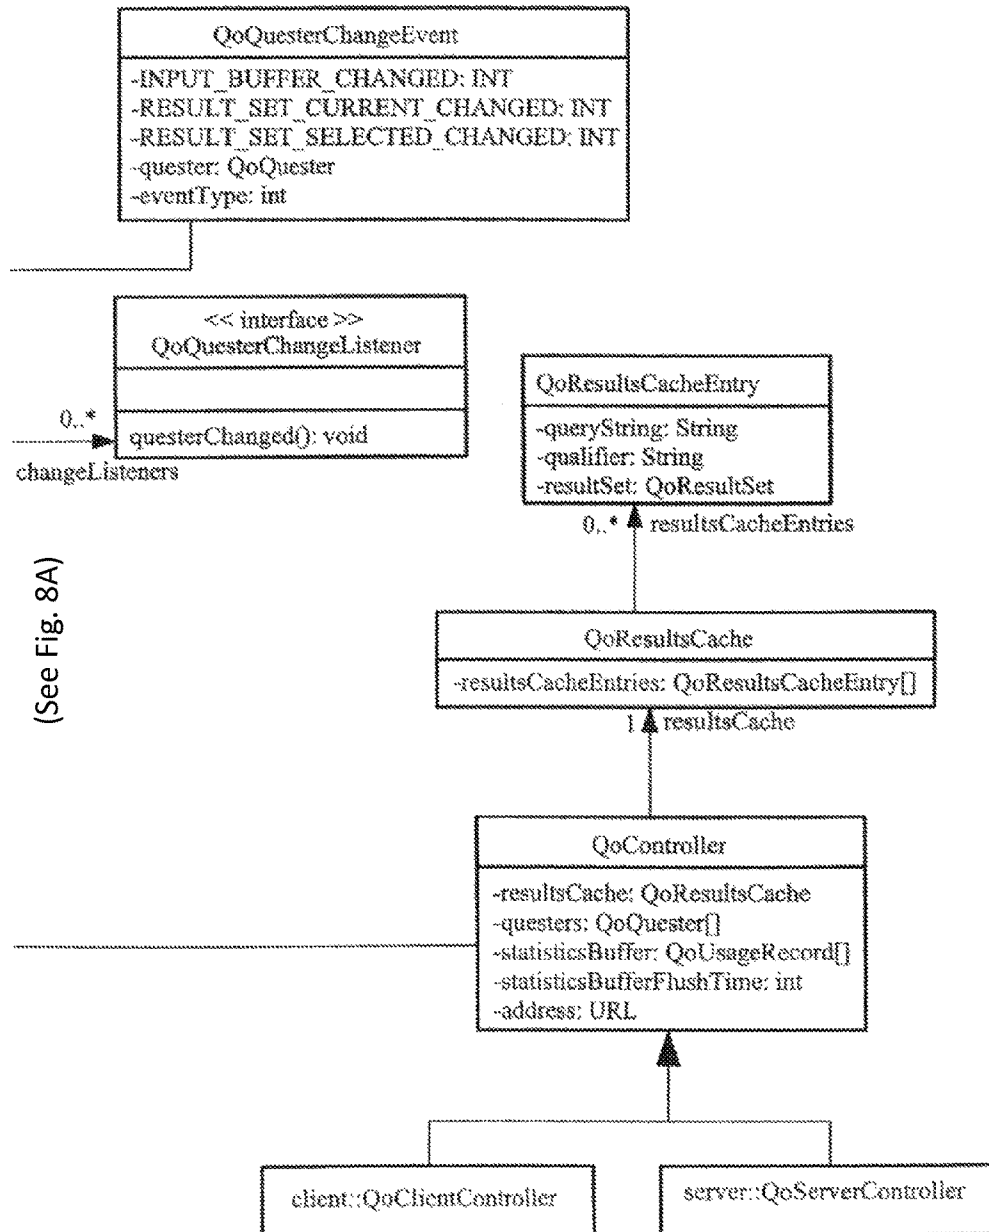 QoQuesterChangeEvent
-INPUT_BUFFER_CHANGED: INT
-RESULT_SET_CURRENT_CHANGED: INT
-RESULT_SET_SELECTED_CHANGED: INT
-quester: QoQuester
-eventType: int
<< interface >>
QoQuesterChangeListener
questerChanged(): void
0..*
changeListeners
(See Fig. 8A)
QoResultsCacheEntry
-queryString: String
-qualifier: String
-resultSet: QoResultSet
0..* resultsCacheEntries
QoResultsCache
-resultsCacheEntries: QoResultsCacheEntry[]
1 resultsCache
QoController
-resultsCache: QoResultsCache
-questers: QoQuester[]
-statisticsBuffer: QoUsageRecord[]
-statisticsBufferFlushTime: int
-address: URL
client::QoClientController
server::QoServerController